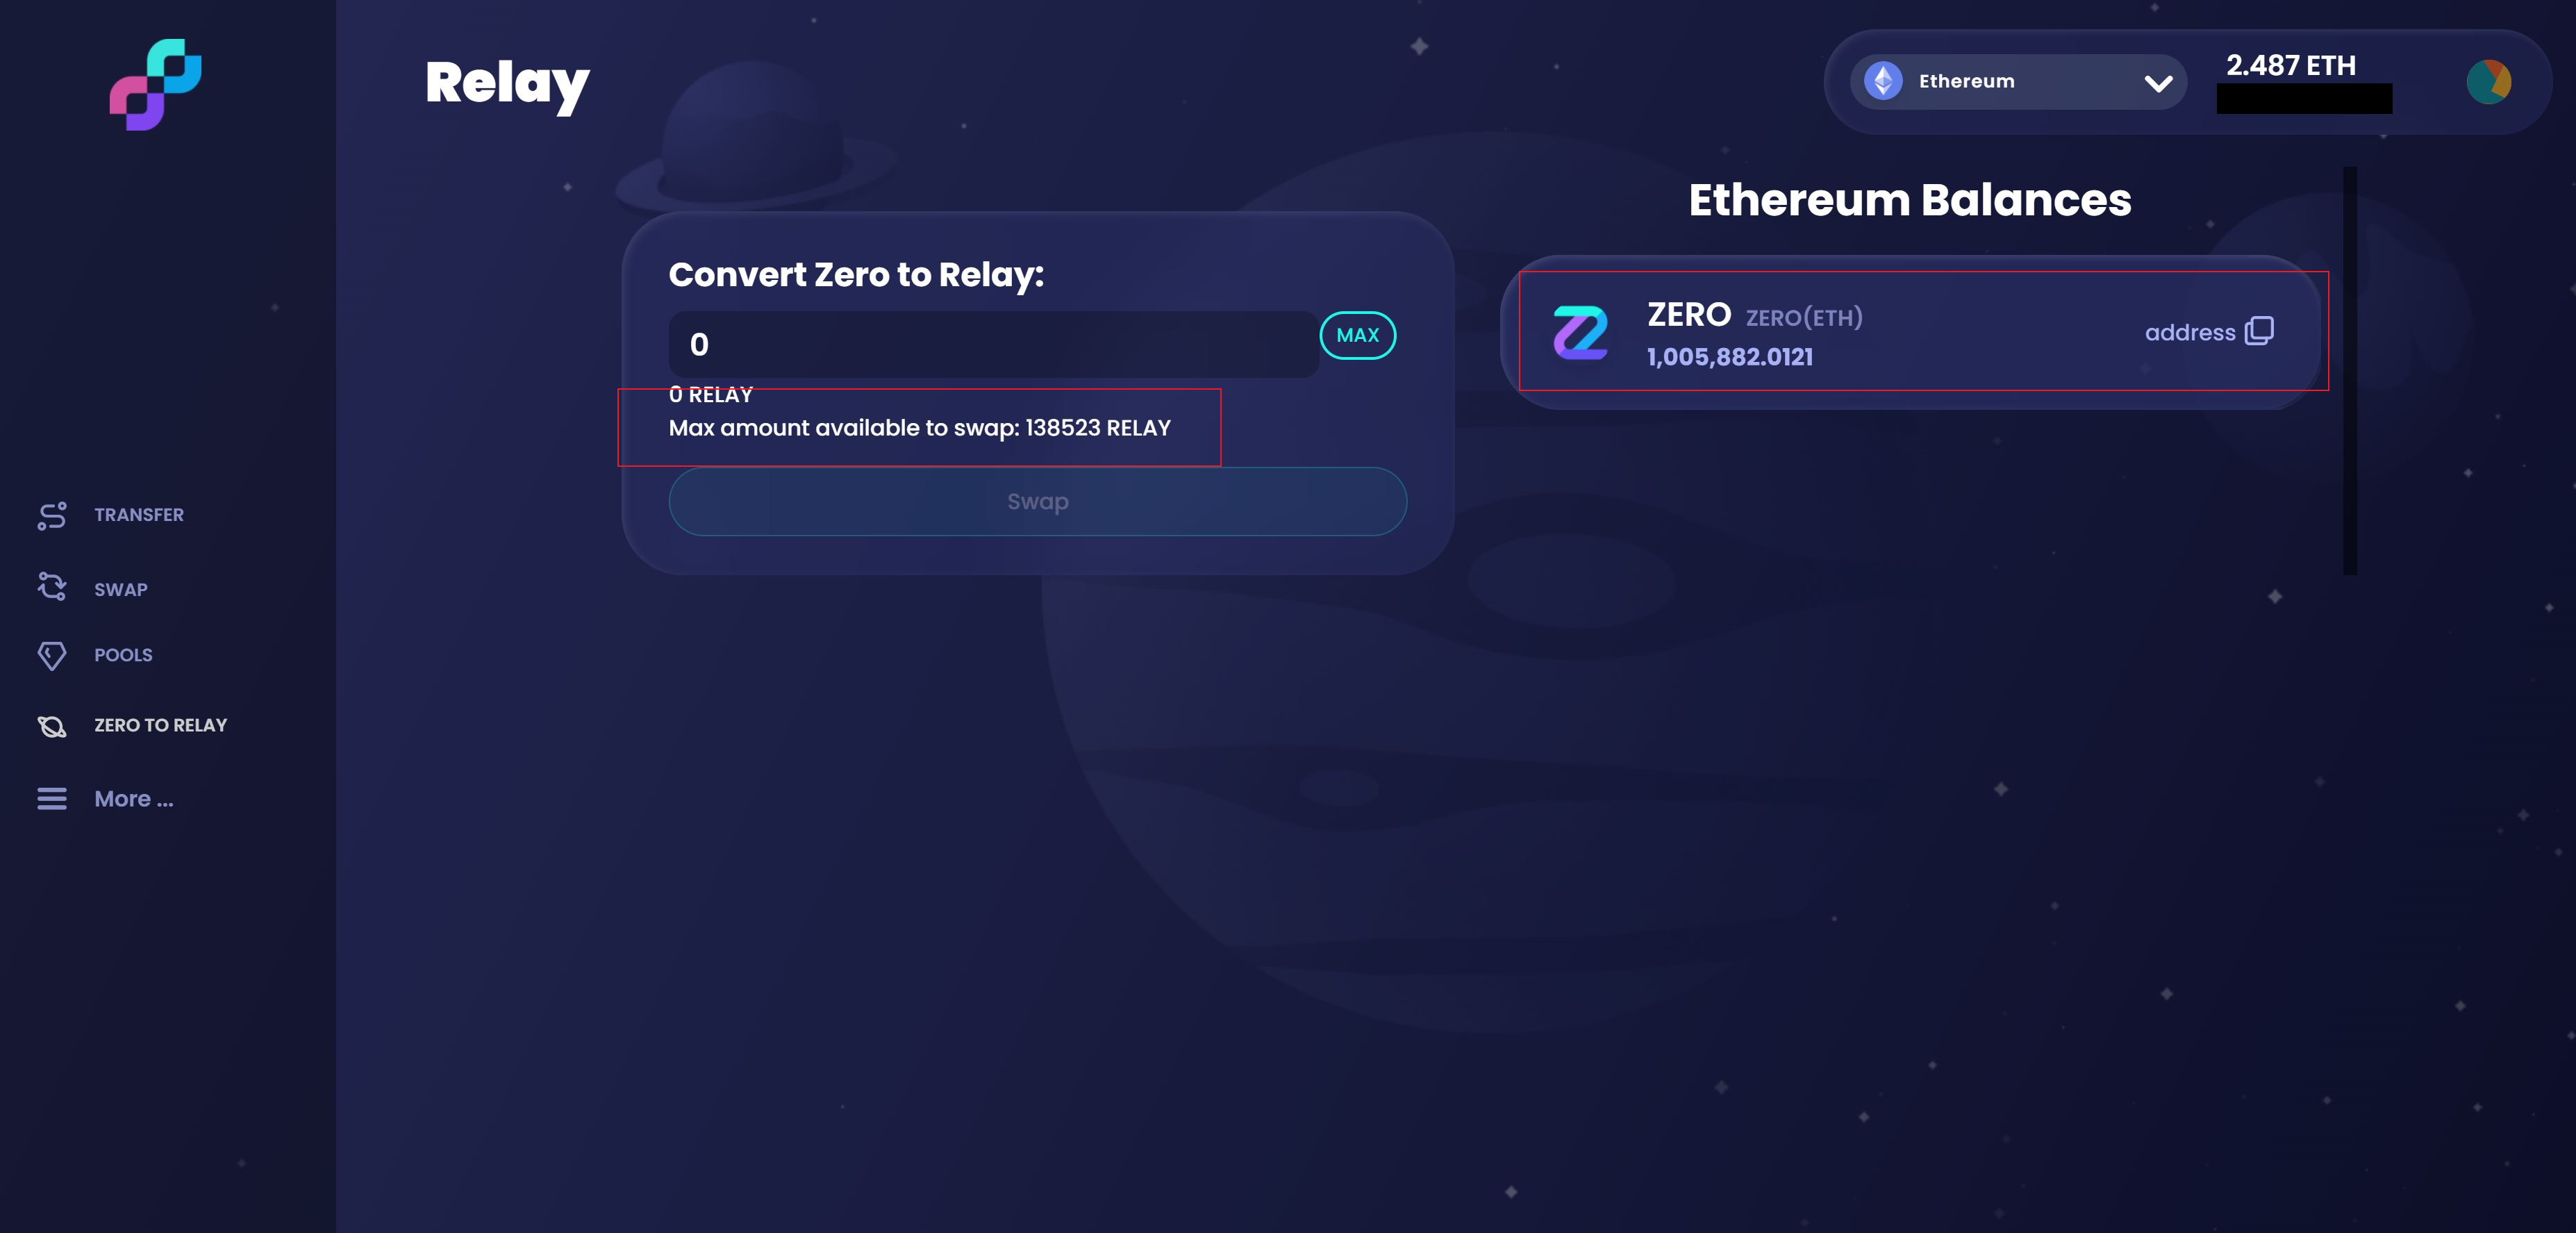 Relay
Ethereum
2.487 ETH
Ethereum Balances
Convert Zero to Relay:
0
MAX
0 RELAY
Max amount available to swap: 138523 RELAY
Swap
ZERO ZERO(ETH)
1,005,882.0121
address
TRANSFER
SWAP
POOLS
ZERO TO RELAY
More ...